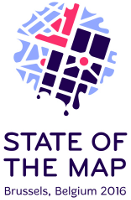 STATE OF
THE MAP
Brussels, Belgium 2016